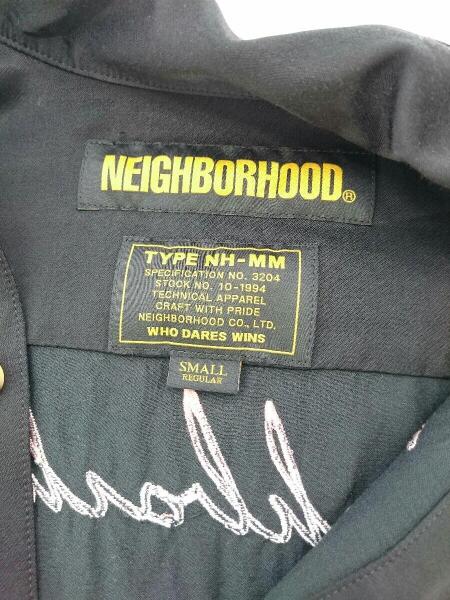 NEIGHBORHOOD®
TYPE NH-MM
SPECIFICATION NO. 3204
STOCK NO. 10-1994
TECHNICAL APPAREL
CRAFT WITH PRIDE
NEIGHBORHOOD CO., LTD.
WHO DARES WINS
SMALL
REGULAR